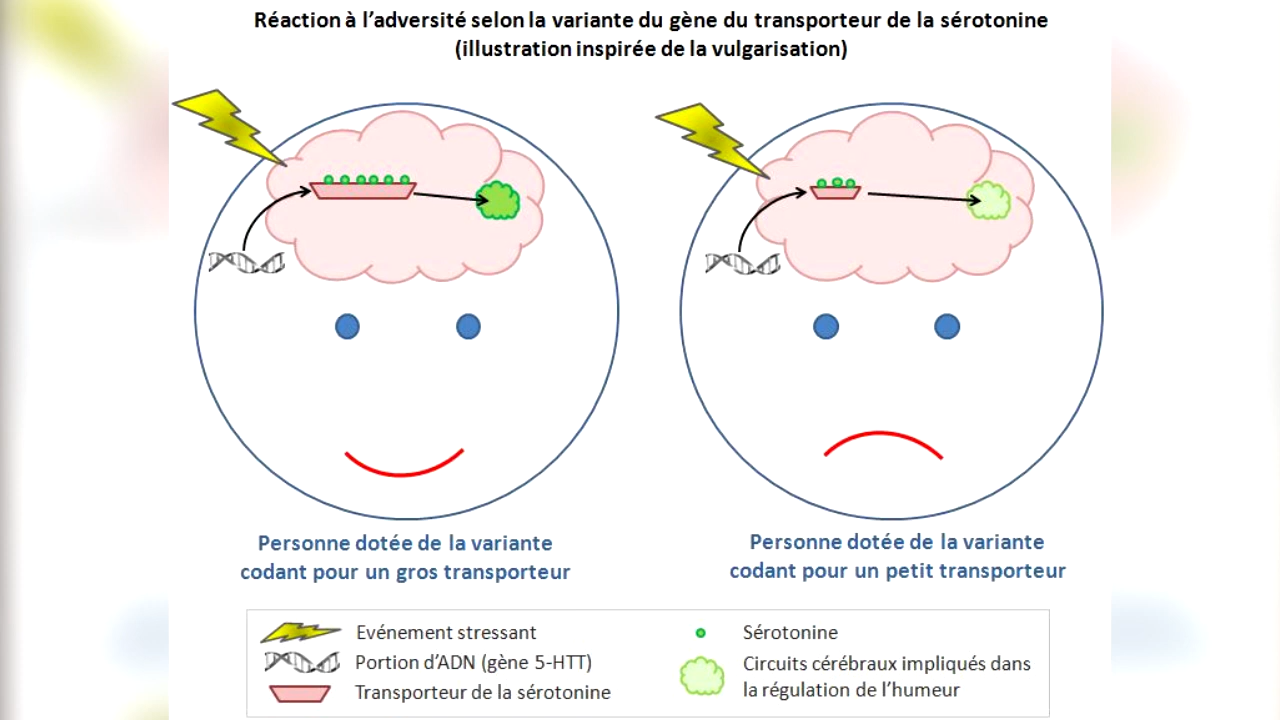 Réaction à l’adversité selon la variante du gène du transporteur de la sérotonine
(illustration inspirée de la vulgarisation)
Personne dotée de la variante
codant pour un gros transporteur
Personne dotée de la variante
codant pour un petit transporteur
Evénement stressant
Portion d’ADN (gène 5-HTT)
Transporteur de la sérotonine
Sérotonine
Circuits cérébraux impliqués dans
la régulation de l’humeur